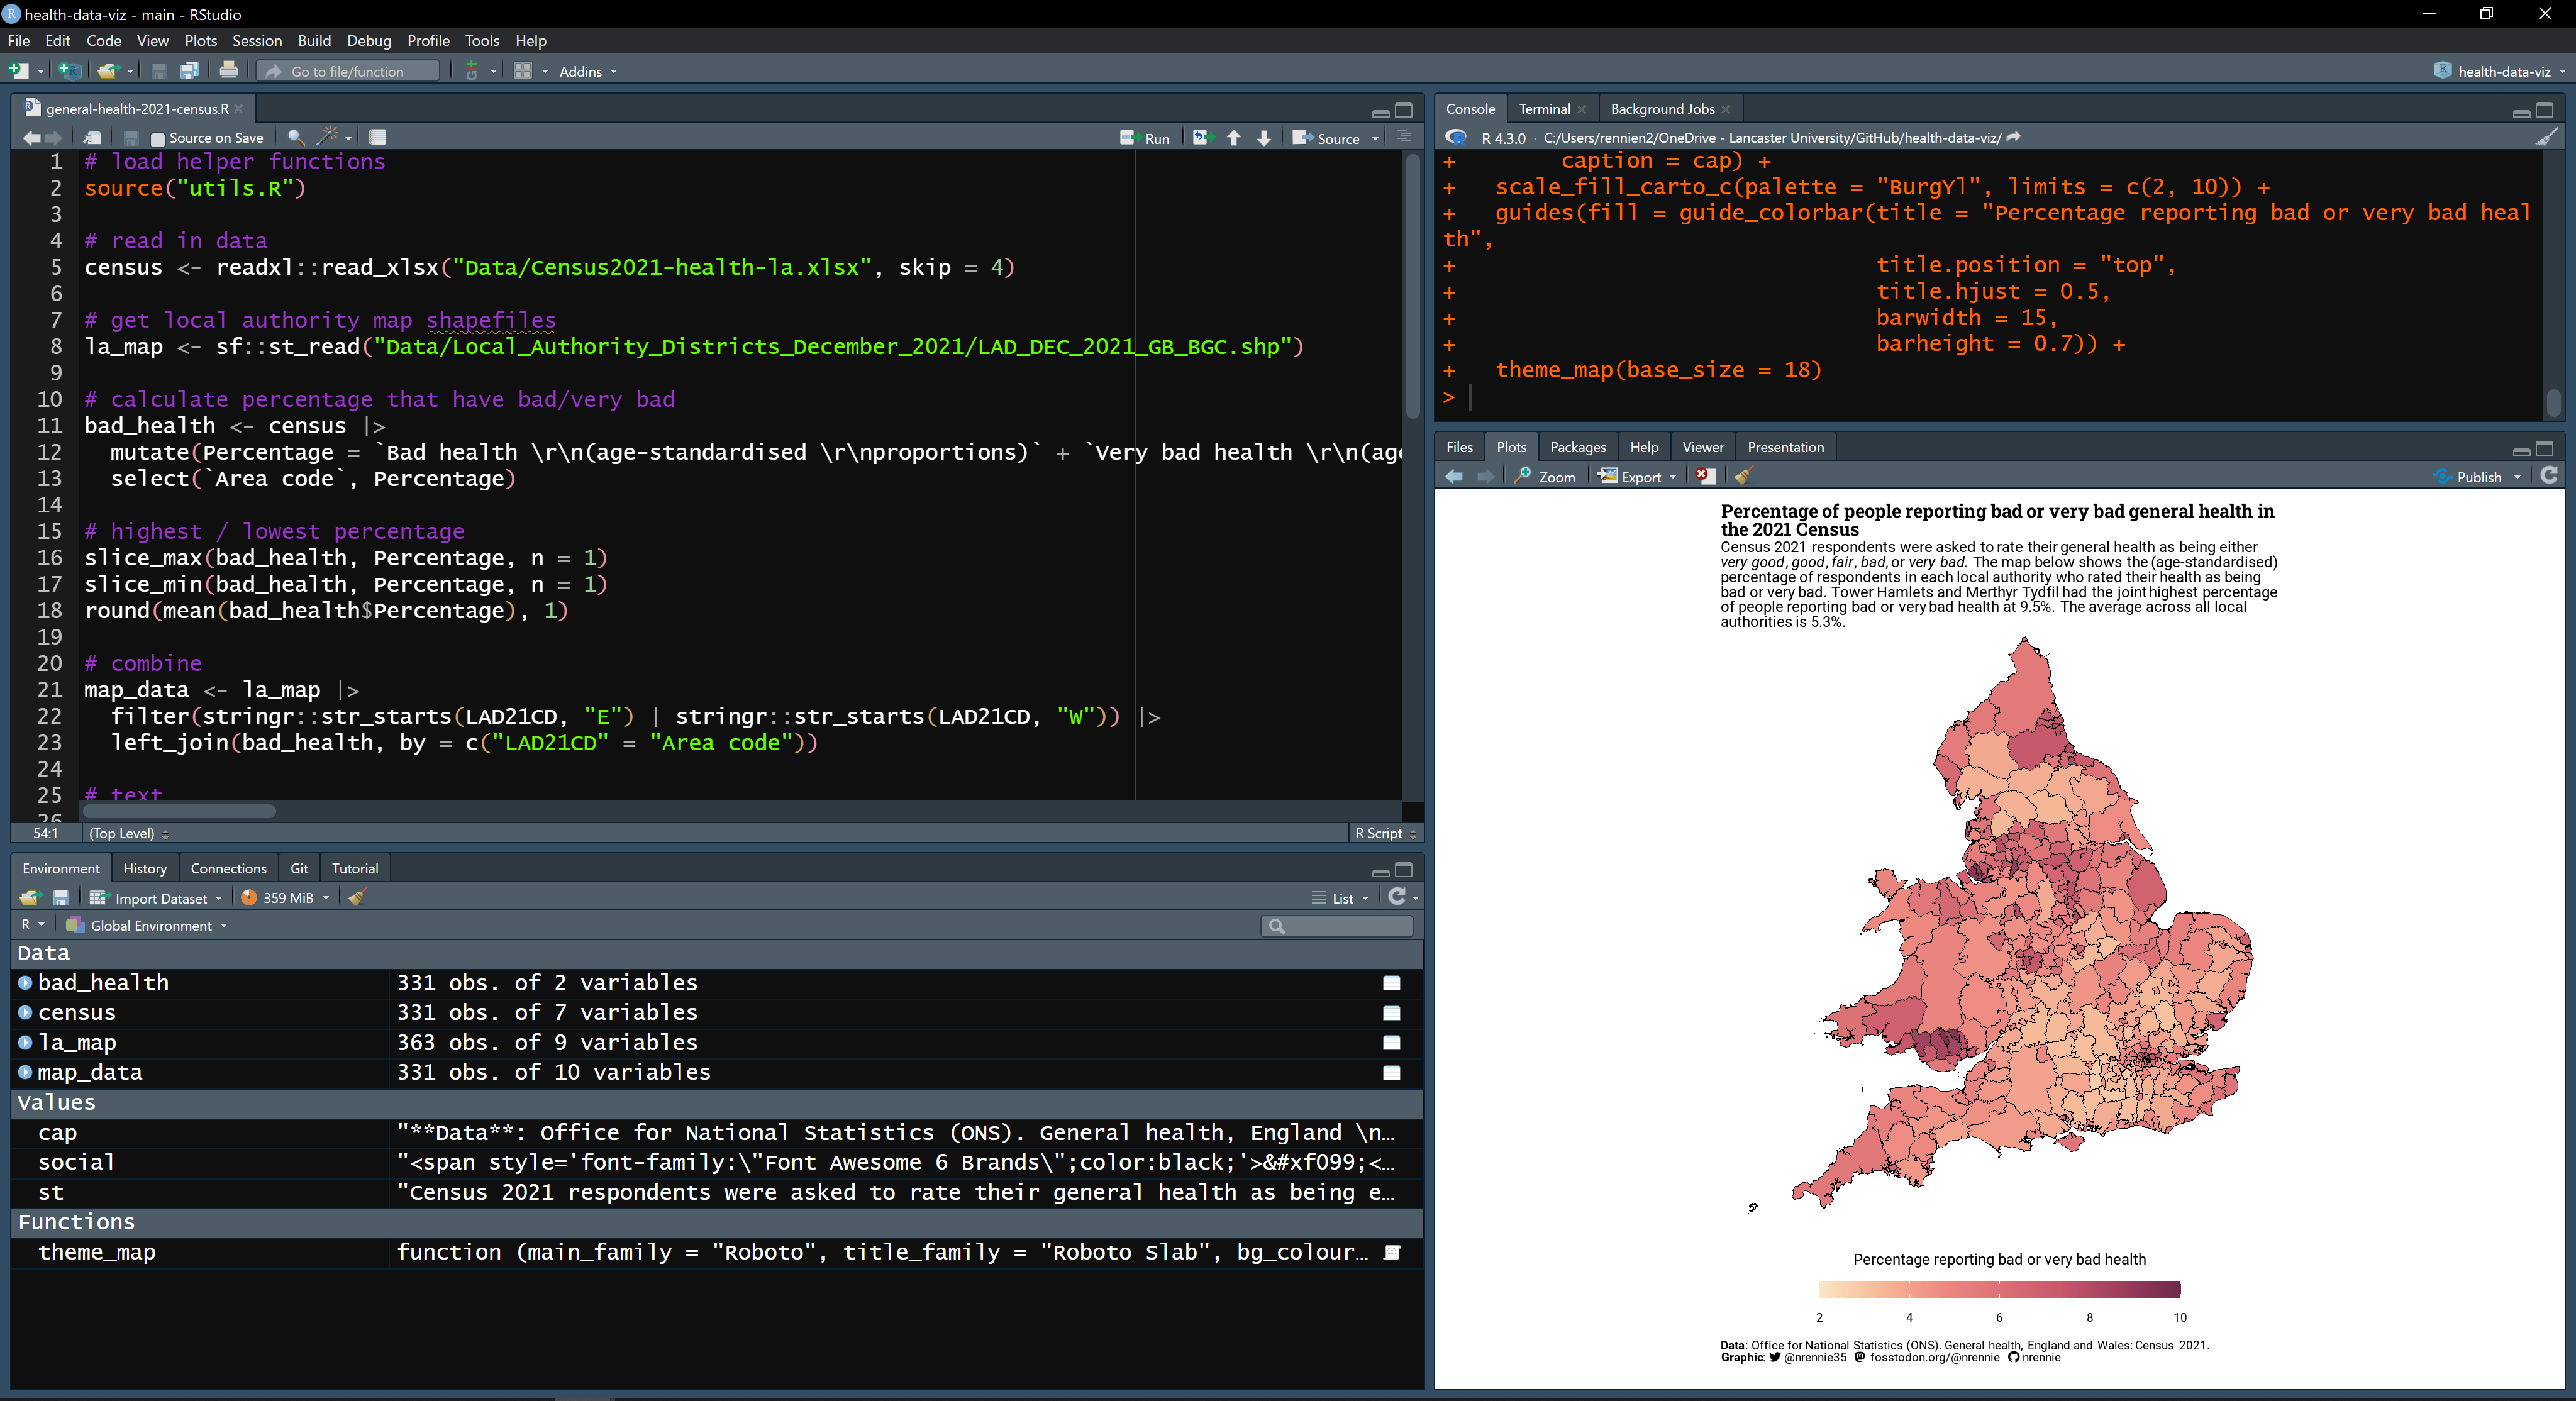 health-data-viz - main - RStudio
File Edit Code View Plots Session Build Debug Profile Tools Help
Go to file/function Addins health-data-viz
general-health-2021-census.R
Source on Save Run Source
1 # load helper functions
2 source("utils.R")
3
4 # read in data
5 census <- readxl::read_xlsx("Data/Census2021-health-la.xlsx", skip = 4)
6
7 # get local authority map shapefiles
8 la_map <- sf::st_read("Data/Local_Authority_Districts_December_2021/LAD_DEC_2021_GB_BGC.shp")
9
10 # calculate percentage that have bad/very bad
11 bad_health <- census |>
12   mutate(Percentage = `Bad health \r\n(age-standardised \r\nproportions)` + `Very bad health \r\n(age
13   select(`Area code`, Percentage)
14
15 # highest / lowest percentage
16 slice_max(bad_health, Percentage, n = 1)
17 slice_min(bad_health, Percentage, n = 1)
18 round(mean(bad_health$Percentage), 1)
19
20 # combine
21 map_data <- la_map |>
22   filter(stringr::str_starts(LAD21CD, "E") | stringr::str_starts(LAD21CD, "W")) |>
23   left_join(bad_health, by = c("LAD21CD" = "Area code"))
24
25 # text
26
54:1 (Top Level) R Script
Environment History Connections Git Tutorial
Import Dataset 359 MiB List
R Global Environment
Data
bad_health 331 obs. of 2 variables
census 331 obs. of 7 variables
la_map 363 obs. of 9 variables
map_data 331 obs. of 10 variables
Values
cap "**Data**: Office for National Statistics (ONS). General health, England \n…
social "<span style='font-family:\"Font Awesome 6 Brands\";color:black;'>&#xf099;<…
st "Census 2021 respondents were asked to rate their general health as being e…
Functions
theme_map function (main_family = "Roboto", title_family = "Roboto Slab", bg_colour…
Console Terminal Background Jobs
R 4.3.0 · C:/Users/rennien2/OneDrive - Lancaster University/GitHub/health-data-viz/
+        caption = cap) +
+   scale_fill_carto_c(palette = "BurgYl", limits = c(2, 10)) +
+   guides(fill = guide_colorbar(title = "Percentage reporting bad or very bad heal
th",
+                                title.position = "top",
+                                title.hjust = 0.5,
+                                barwidth = 15,
+                                barheight = 0.7)) +
+   theme_map(base_size = 18)
>
Files Plots Packages Help Viewer Presentation
Zoom Export Publish
Percentage of people reporting bad or very bad general health in
the 2021 Census
Census 2021 respondents were asked to rate their general health as being either
very good, good, fair, bad, or very bad. The map below shows the (age-standardised)
percentage of respondents in each local authority who rated their health as being
bad or very bad. Tower Hamlets and Merthyr Tydfil had the joint highest percentage
of people reporting bad or very bad health at 9.5%. The average across all local
authorities is 5.3%.
Percentage reporting bad or very bad health
2 4 6 8 10
Data: Office for National Statistics (ONS). General health, England and Wales: Census 2021.
Graphic: @nrennie35 fosstodon.org/@nrennie nrennie